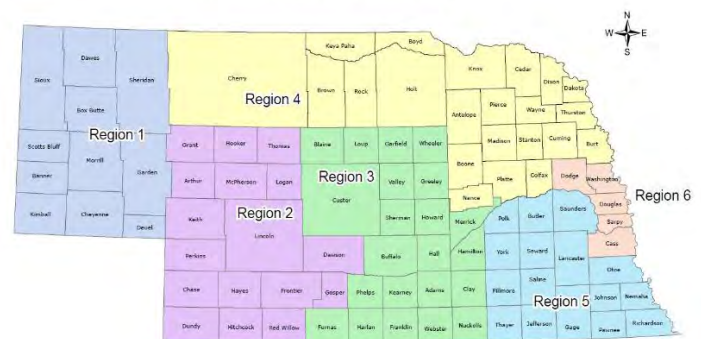 N
W E
S
Keya Paha Boyd
Dawes
Sioux Sheridan Cherry Knox Cedar Dixon Dakota
Brown Rock Holt
Region 4
Box Butte Antelope Pierce Wayne Thurston
Region 1
Scotts Bluff Morrill Garden
Grant Hooker Thomas Blaine Loup Garfield Wheeler
Madison Stanton Cuming Burt
Boone
Banner
Arthur McPherson Logan
Region 3
Custer Valley Greeley
Platte Colfax Dodge Washington
Nance
Kimball Cheyenne Deuel
Keith Region 2
Lincoln
Sherman Howard Merrick
Polk Butler Saunders Douglas
Sarpy
Region 6
Perkins Dawson Buffalo Hall Hamilton
York Seward Lancaster Cass
Otoe
Chase Hayes Frontier Gosper Phelps Kearney Adams Clay Fillmore Saline
Region 5
Johnson Nemaha
Dundy Hitchcock Red Willow Furnas Harlan Franklin Webster Nuckolls Thayer Jefferson Gage Pawnee Richardson